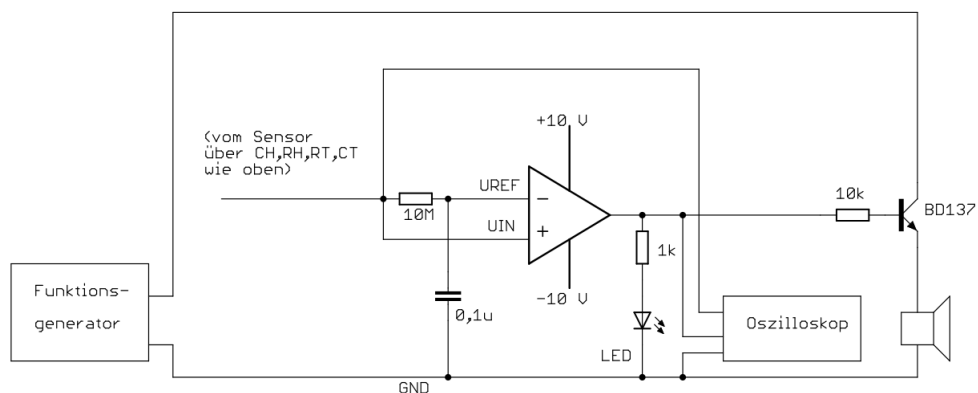 (vom Sensor
über CH,RH,RT,CT
wie oben)
+10 V
10M
UREF
-
UIN
+
-10 V
10k
BD137
1k
Funktions-
generator
0,1u
LED
Oszilloskop
GND